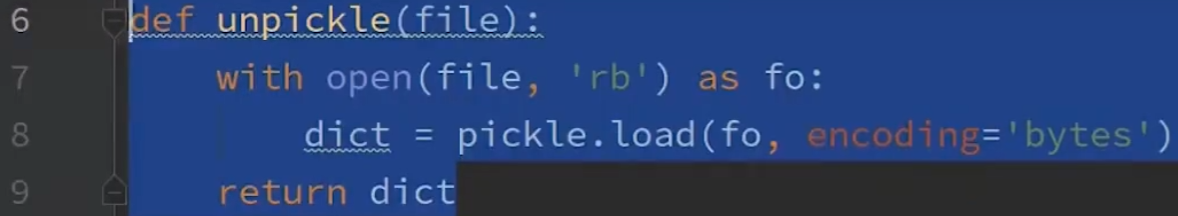 6 def unpickle(file):
7     with open(file, 'rb') as fo:
8         dict = pickle.load(fo, encoding='bytes')
9     return dict